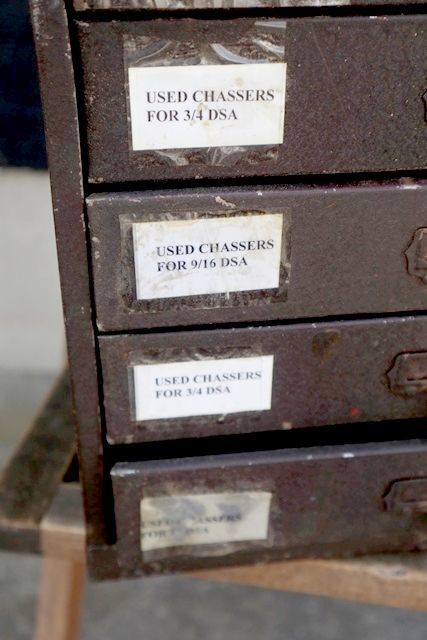 USED CHASSERS
FOR 3/4 DSA
USED CHASSERS
FOR 9/16 DSA
USED CHASSERS
FOR 3/4 DSA
USED CHASSERS
FOR DSA